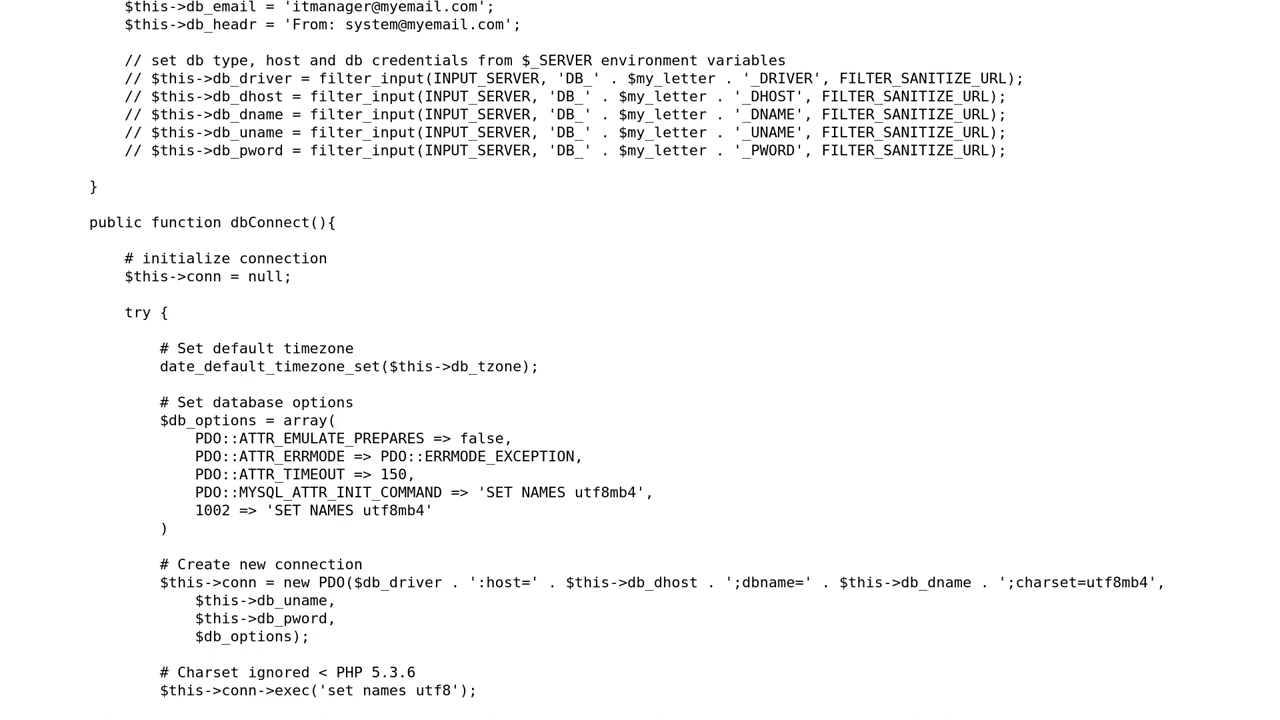 $this->db_email = 'itmanager@myemail.com';
$this->db_headr = 'From: system@myemail.com';
// set db type, host and db credentials from $_SERVER environment variables
// $this->db_driver = filter_input(INPUT_SERVER, 'DB_' . $my_letter . '_DRIVER', FILTER_SANITIZE_URL);
// $this->db_dhost = filter_input(INPUT_SERVER, 'DB_' . $my_letter . '_DHOST', FILTER_SANITIZE_URL);
// $this->db_dname = filter_input(INPUT_SERVER, 'DB_' . $my_letter . '_DNAME', FILTER_SANITIZE_URL);
// $this->db_uname = filter_input(INPUT_SERVER, 'DB_' . $my_letter . '_UNAME', FILTER_SANITIZE_URL);
// $this->db_pword = filter_input(INPUT_SERVER, 'DB_' . $my_letter . '_PWORD', FILTER_SANITIZE_URL);
}
public function dbConnect(){
# initialize connection
$this->conn = null;
try {
# Set default timezone
date_default_timezone_set($this->db_tzone);
# Set database options
$db_options = array(
PDO::ATTR_EMULATE_PREPARES => false,
PDO::ATTR_ERRMODE => PDO::ERRMODE_EXCEPTION,
PDO::ATTR_TIMEOUT => 150,
PDO::MYSQL_ATTR_INIT_COMMAND => 'SET NAMES utf8mb4',
1002 => 'SET NAMES utf8mb4'
)
# Create new connection
$this->conn = new PDO($db_driver . ':host=' . $this->db_dhost . ';dbname=' . $this->db_dname . ';charset=utf8mb4',
$this->db_uname,
$this->db_pword,
$db_options);
# Charset ignored < PHP 5.3.6
$this->conn->exec('set names utf8');